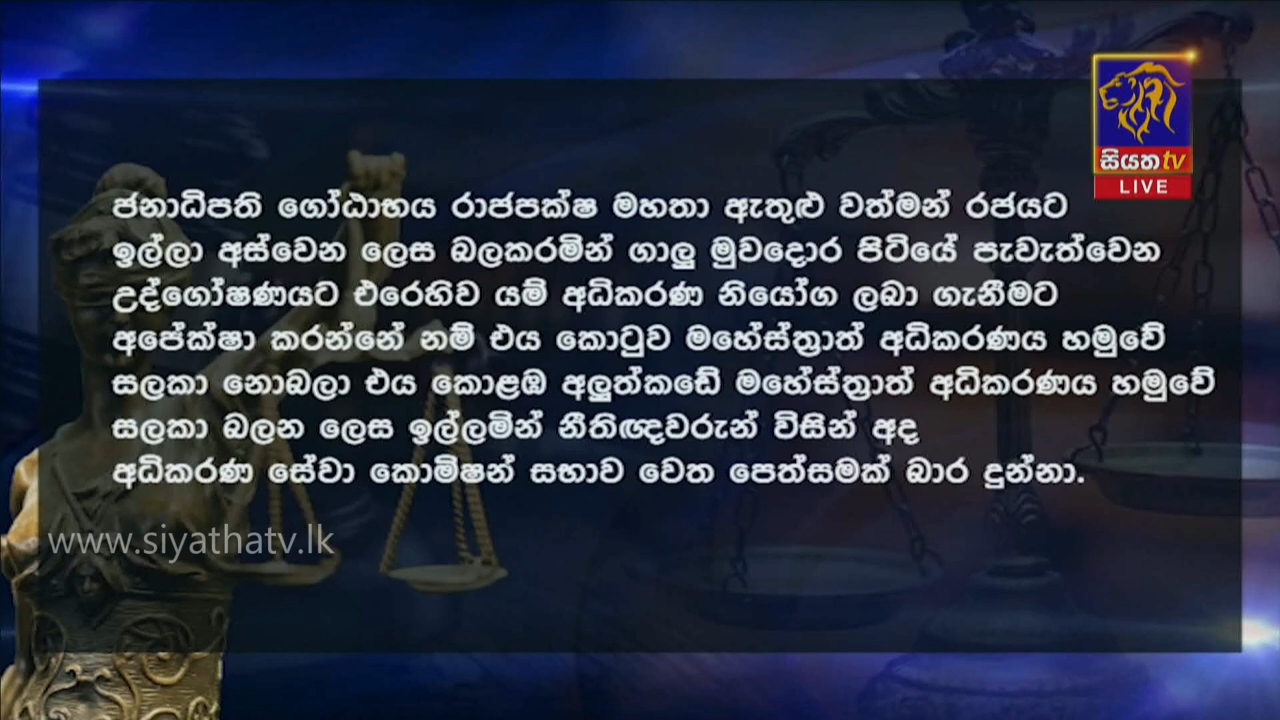 සියත tv
LIVE
ජනාධිපති ගෝඨාභය රාජපක්ෂ මහතා ඇතුළු වත්මන් රජයට
ඉල්ලා අස්වෙන ලෙස බලකරමින් ගාලු මුවදොර පිටියේ පැවැත්වෙන
උද්ගෝෂණයට එරෙහිව යම් අධිකරණ නියෝග ලබා ගැනීමට
අපේක්ෂා කරන්නේ නම් එය කොටුව මහේස්ත්‍රාත් අධිකරණය හමුවේ
සලකා නොබලා එය කොළඹ අලුත්කඩේ මහේස්ත්‍රාත් අධිකරණය හමුවේ
සලකා බලන ලෙස ඉල්ලමින් නීතිඥවරුන් විසින් අද
අධිකරණ සේවා කොමිෂන් සභාව වෙත පෙත්සමක් බාර දුන්නා.
www.siyathatv.lk